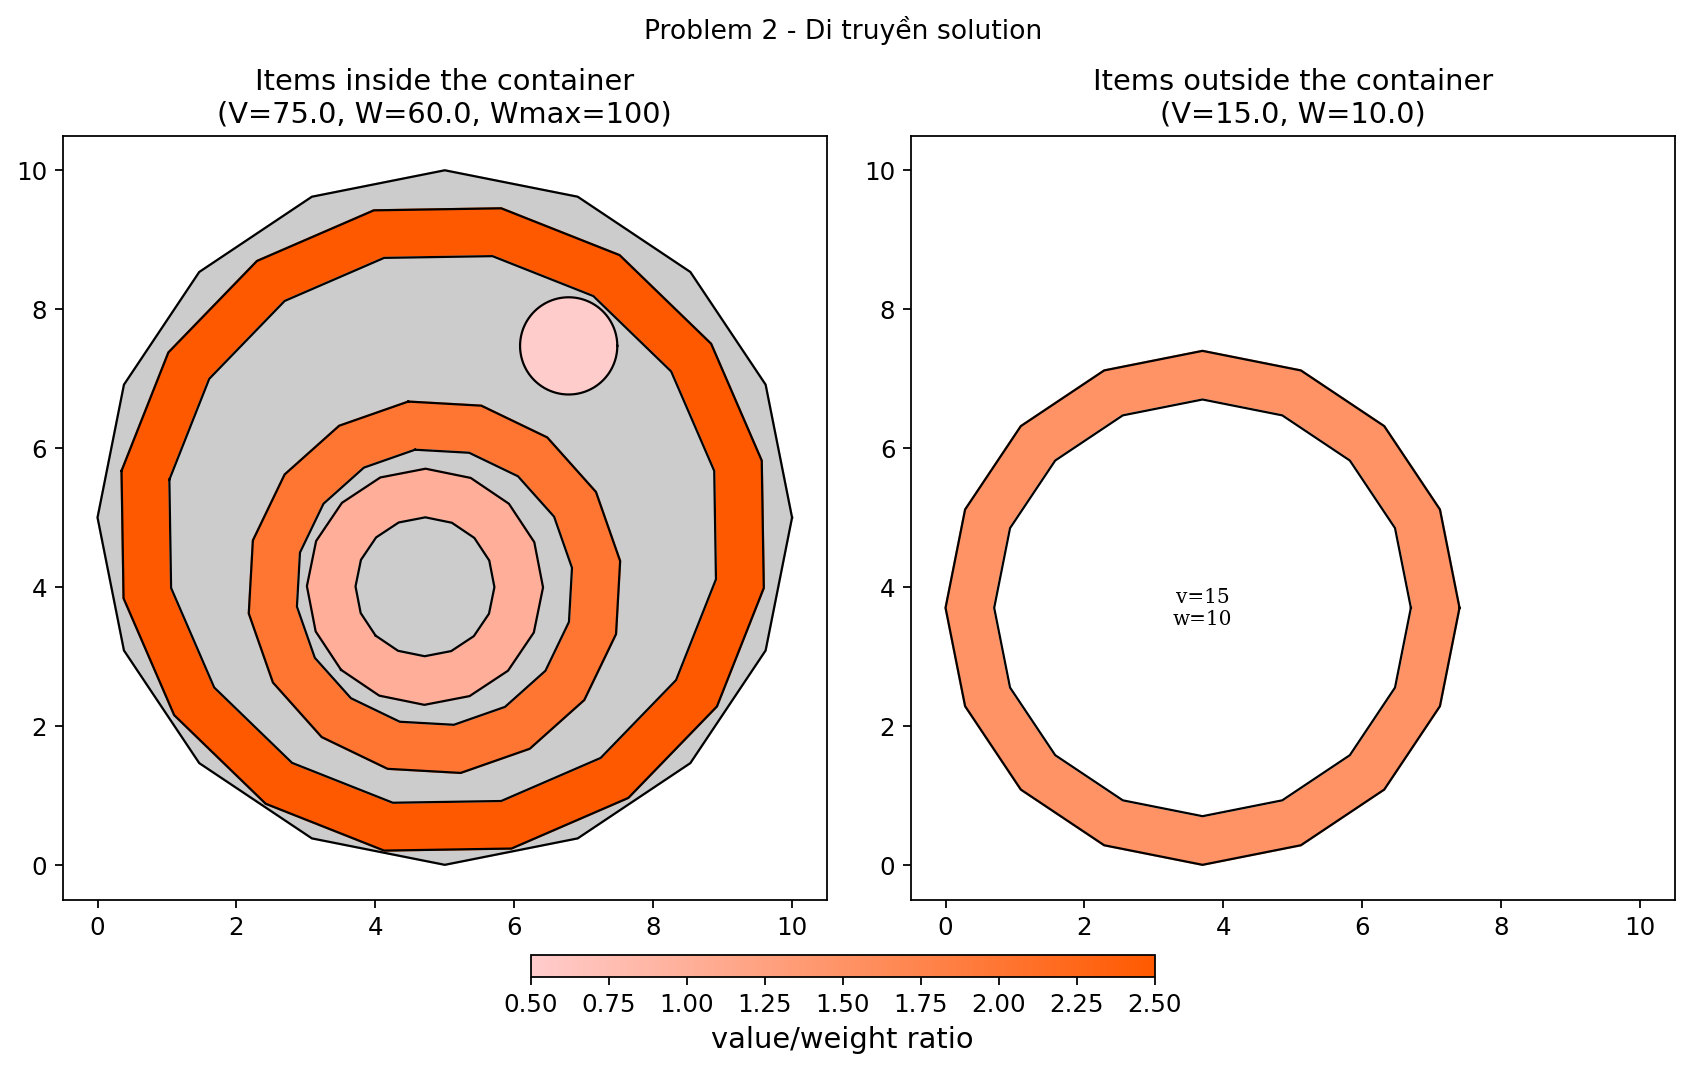 Problem 2 - Di truyền solution
Items inside the container
(V=75.0, W=60.0, Wmax=100)
Items outside the container
(V=15.0, W=10.0)
10
8
6
4
2
0
0 2 4 6 8 10
10
8
6
4
2
0
v=15
w=10
0 2 4 6 8 10
0.50 0.75 1.00 1.25 1.50 1.75 2.00 2.25 2.50
value/weight ratio